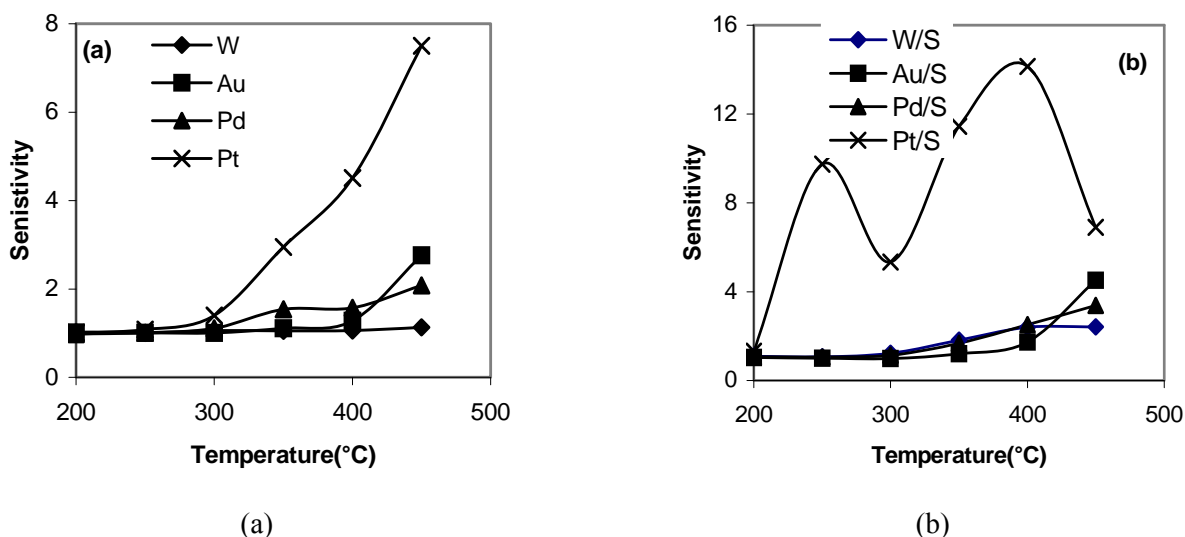 (a)
W
Au
Pd
Pt
8
6
4
2
0
Senistivity
200
300
400
500
Temperature(°C)
(a)
(b)
W/S
Au/S
Pd/S
Pt/S
16
12
8
4
0
Sensitivity
200
300
400
500
Temperature(°C)
(b)